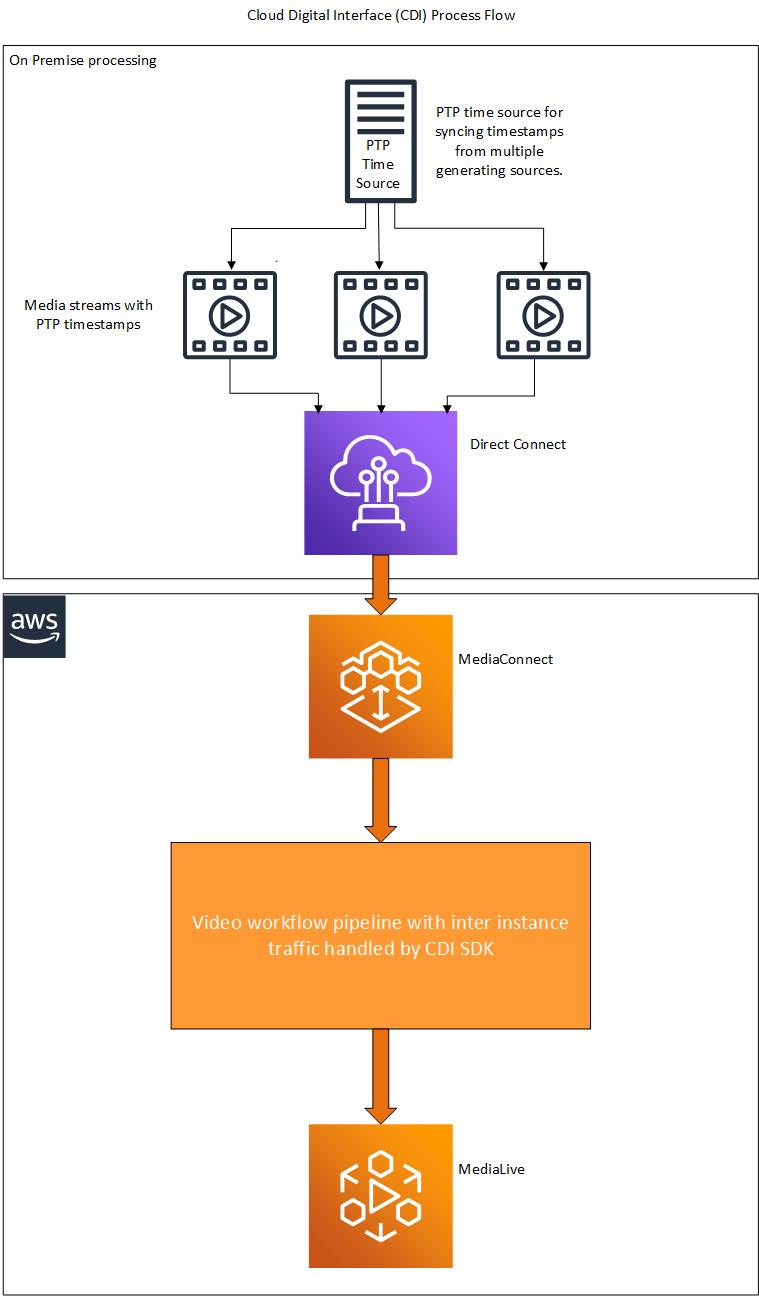 Cloud Digital Interface (CDI) Process Flow
On Premise processing
PTP
Time
Source
PTP time source for
syncing timestamps
from multiple
generating sources.
Media streams with
PTP timestamps
Direct Connect
aws
MediaConnect
Video workflow pipeline with inter instance
traffic handled by CDI SDK
MediaLive